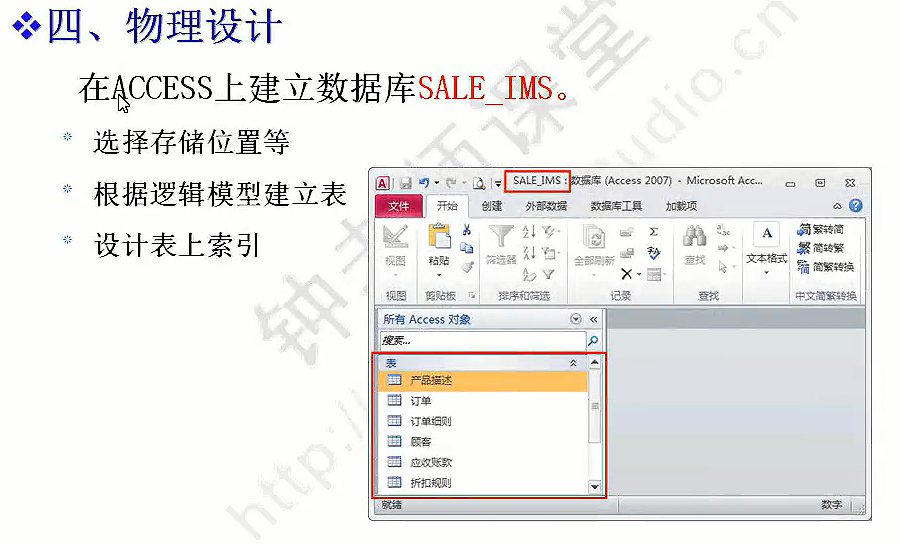 四、物理设计
在ACCESS上建立数据库SALE_IMS。
选择存储位置等
根据逻辑模型建立表
设计表上索引
SALE_IMS : 数据库 (Access 2007) - Microsoft Acc...
文件 开始 创建 外部数据 数据库工具 加载项
视图 粘贴 筛选器 全部刷新 查找 文本格式
繁转简
简转繁
简繁转换
视图 剪贴板 排序和筛选 记录 查找 中文简繁转换
所有 Access 对象
搜索...
表
产品描述
订单
订单细则
顾客
应收账款
折扣规则
就绪 数字